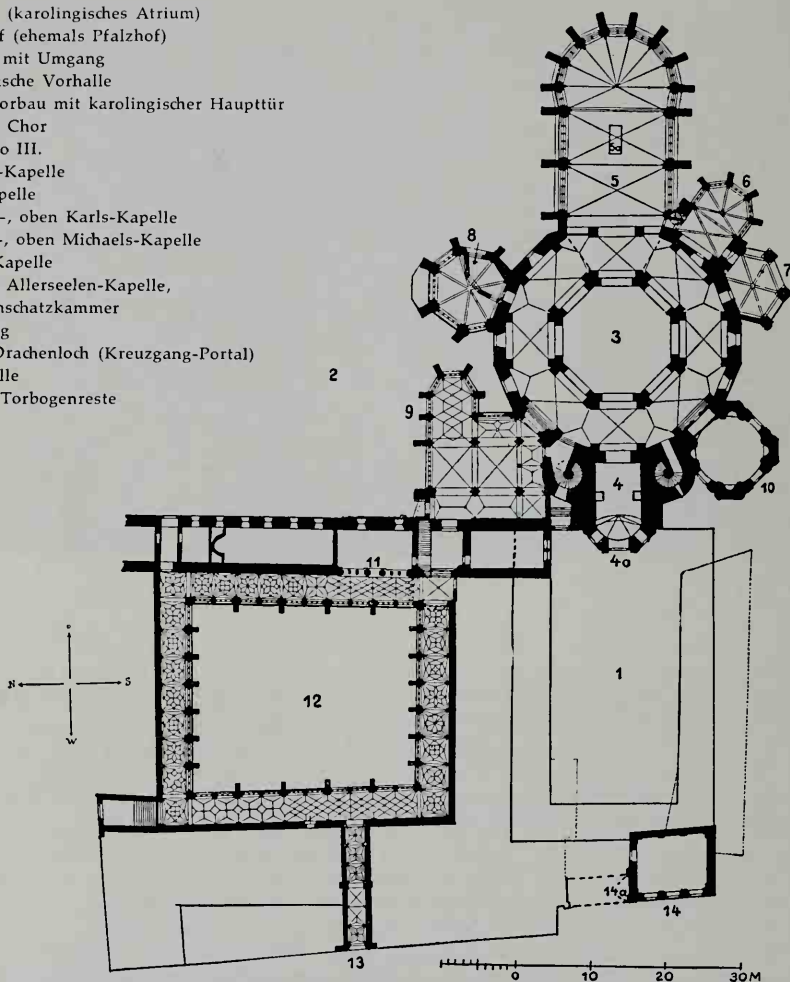 (karolingisches Atrium)
f (ehemals Pfalzhof)
mit Umgang
ische Vorhalle
orbau mit karolingischer Haupttür
Chor
o III.
-Kapelle
pelle
-, oben Karls-Kapelle
-, oben Michaels-Kapelle
Kapelle
Allerseelen-Kapelle,
nschatzkammer
g
Drachenloch (Kreuzgang-Portal)
lle
Torbogenreste
5a
5
6
8
7
3
2
9
4
10
4a
11
O
N S
W
1
12
14a
14
13
0 10 20 30M